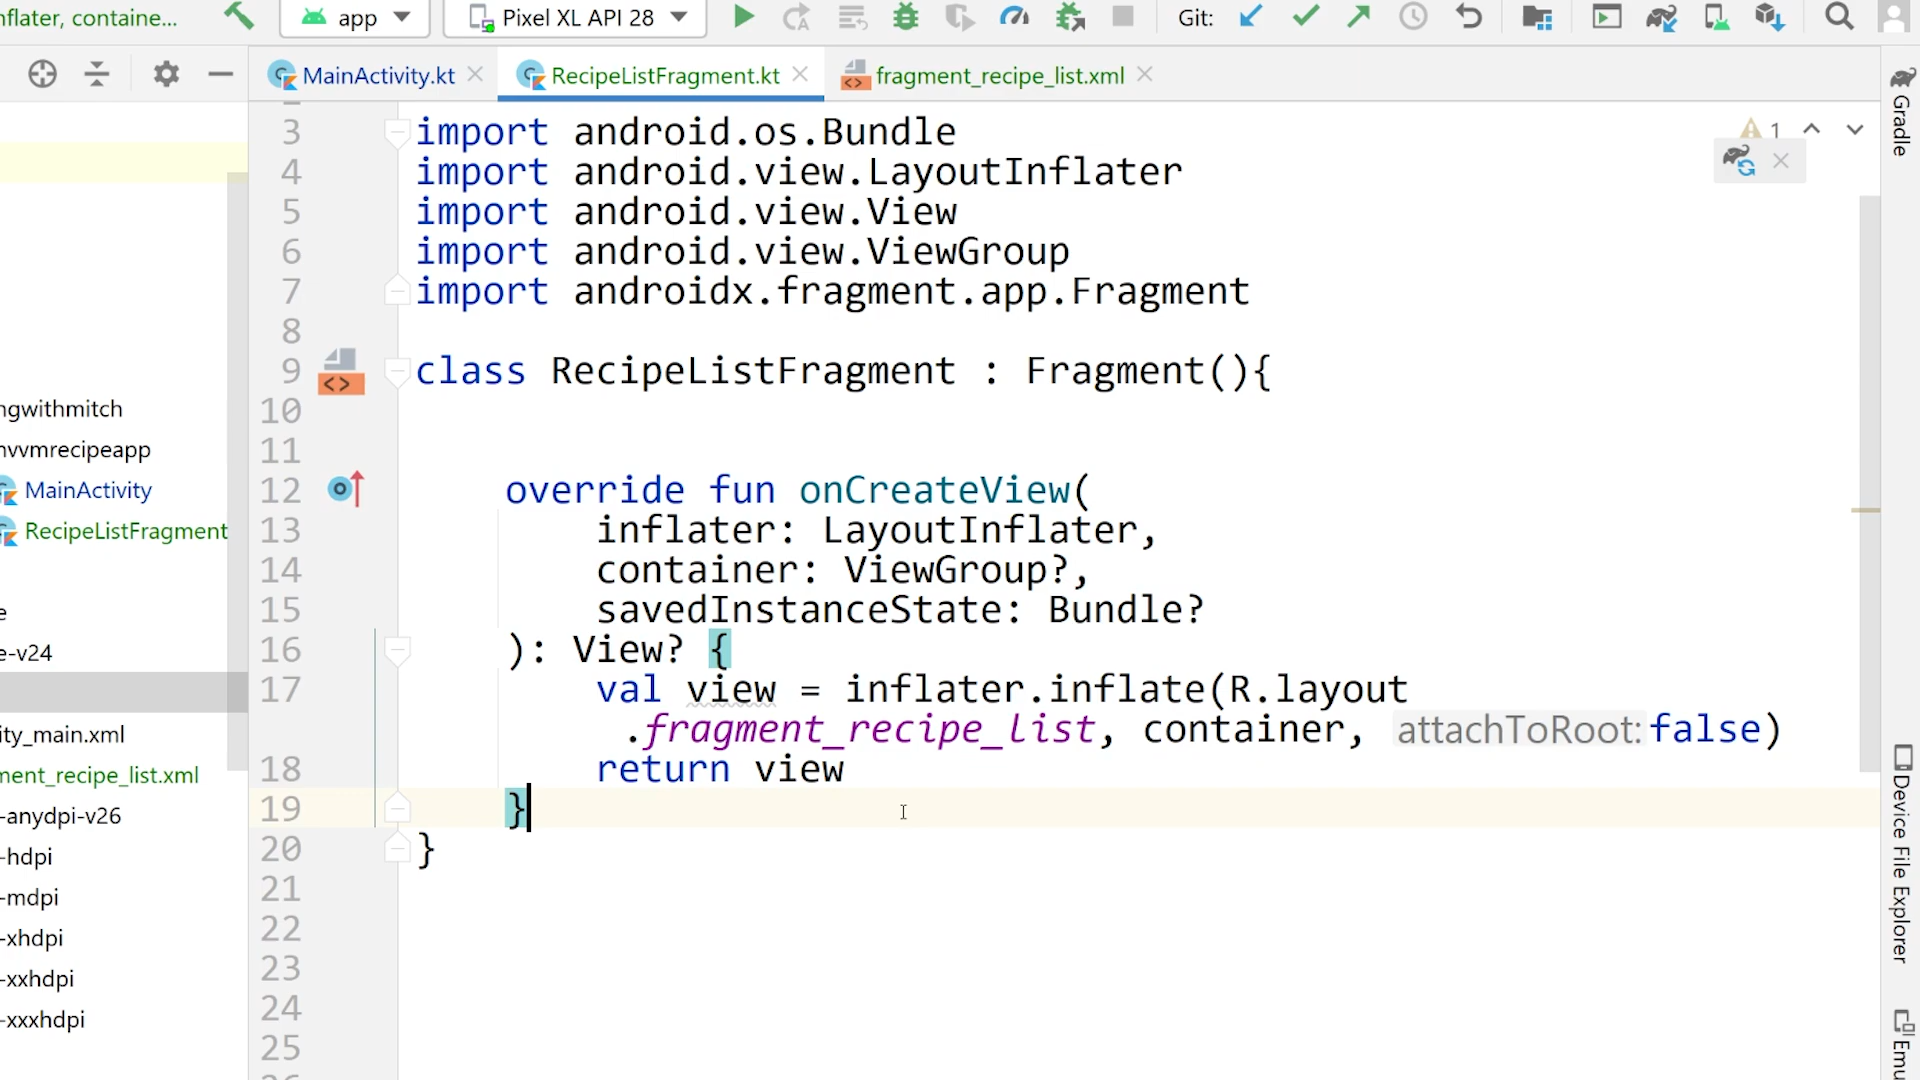 nflater, containe...
app
Pixel XL API 28
Git:
MainActivity.kt
RecipeListFragment.kt
fragment_recipe_list.xml
3 import android.os.Bundle
4 import android.view.LayoutInflater
5 import android.view.View
6 import android.view.ViewGroup
7 import androidx.fragment.app.Fragment
8
9 class RecipeListFragment : Fragment(){
10
11
12 override fun onCreateView(
13 inflater: LayoutInflater,
14 container: ViewGroup?,
15 savedInstanceState: Bundle?
16 ): View? {
17 val view = inflater.inflate(R.layout
.fragment_recipe_list, container, attachToRoot: false)
18 return view
19 }
20 }
21
22
23
24
25
1
ngwithmitch
nvvmrecipeapp
MainActivity
RecipeListFragment
e
e-v24
ity_main.xml
ment_recipe_list.xml
-anydpi-v26
-hdpi
-mdpi
-xhdpi
-xxhdpi
-xxxhdpi
Gradle
Device File Explorer
Emu